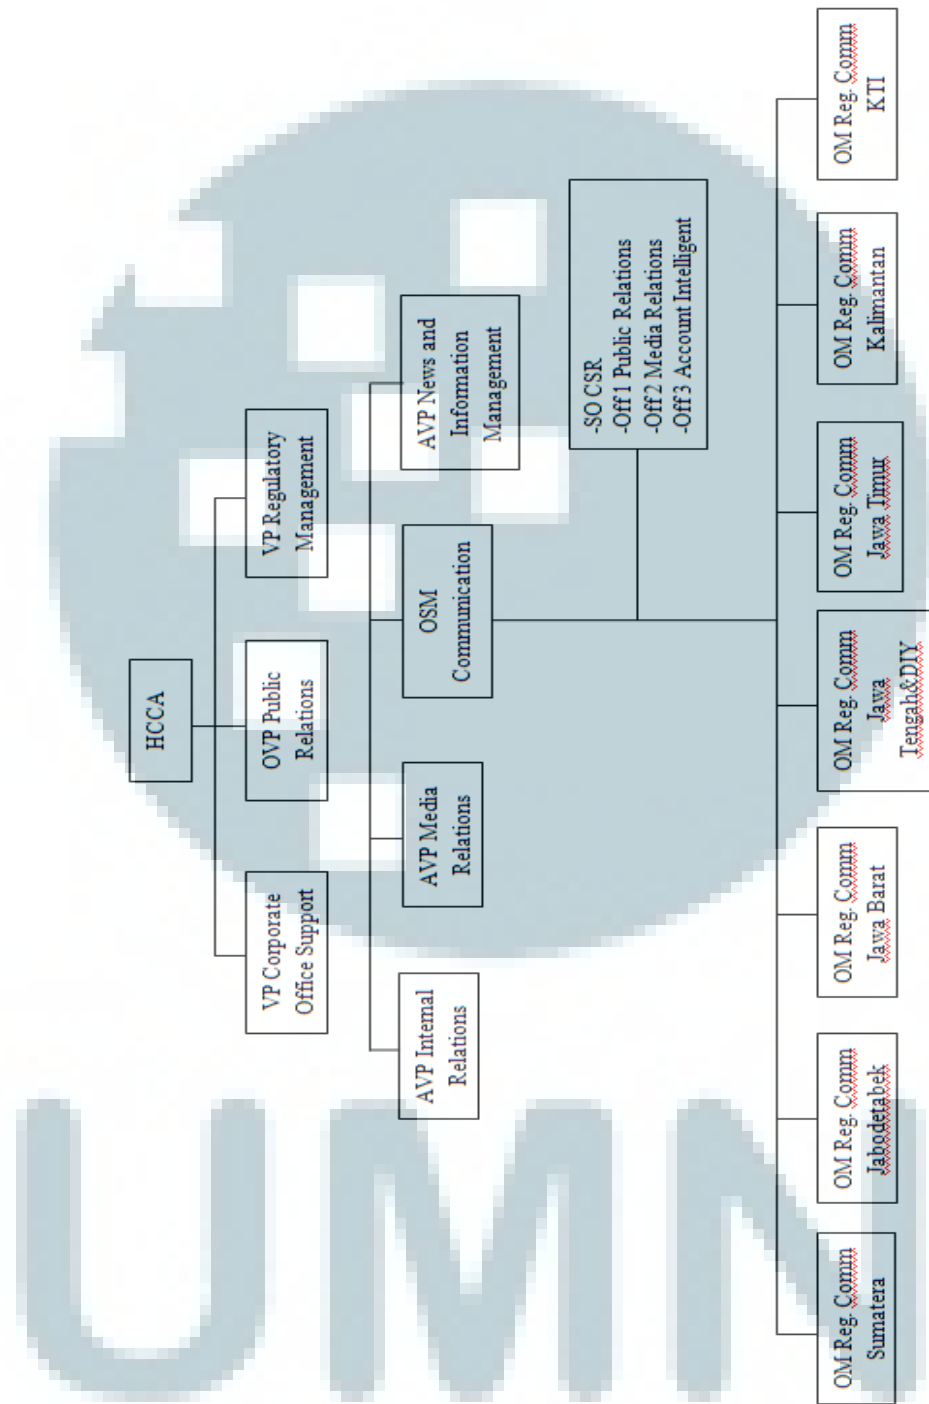 HCCA
VP Corporate
Office Support
OVP Public
Relations
VP Regulatory
Management
AVP Internal
Relations
AVP Media
Relations
OSM
Communication
AVP News and
Information
Management
-SO CSR
-Off 1 Public Relations
-Off 2 Media Relations
-Off 3 Account Intelligent
OM Reg. Comm
Sumatera
OM Reg. Comm
Jabodetabek
OM Reg. Comm
Jawa Barat
OM Reg. Comm
Jawa
Tengah&DIY
OM Reg. Comm
Jawa Timur
OM Reg. Comm
Kalimantan
OM Reg. Comm
KTI
UMN